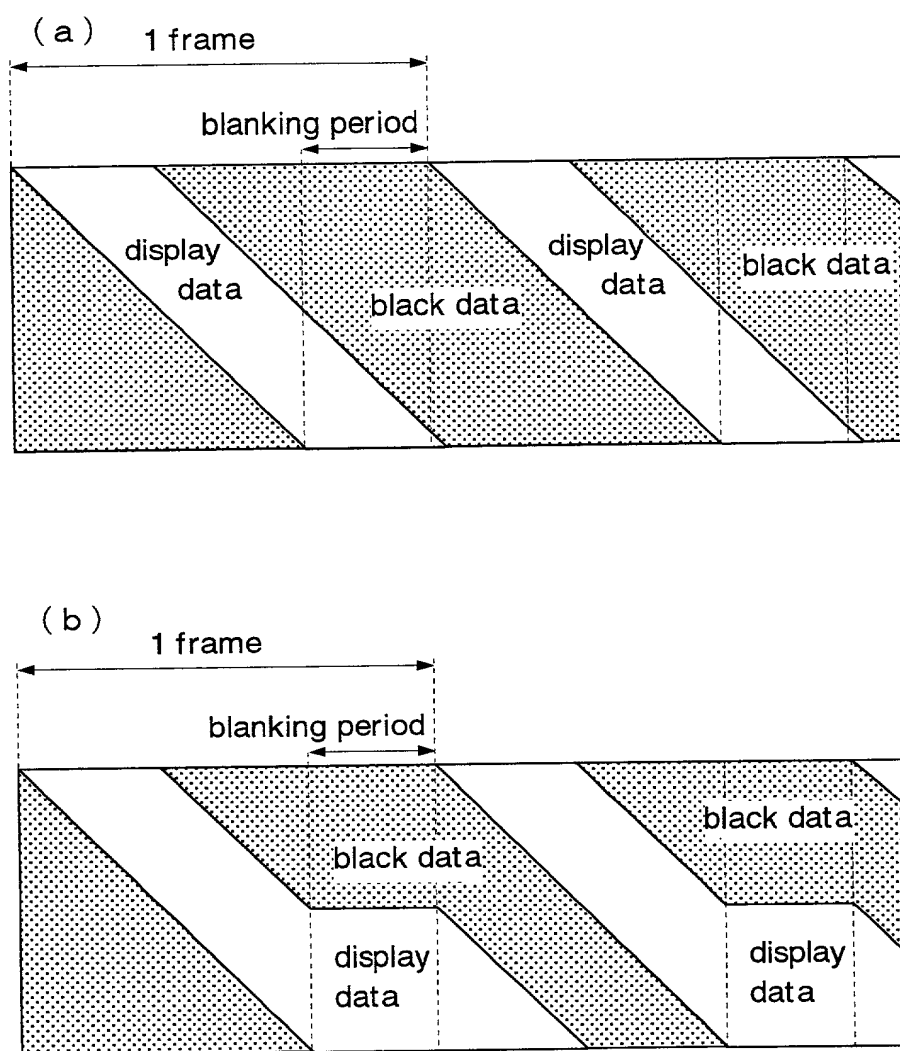 (a)
1 frame
blanking period
display
data
black data
display
data
black data
(b)
1 frame
blanking period
black data
black data
display
data
display
data